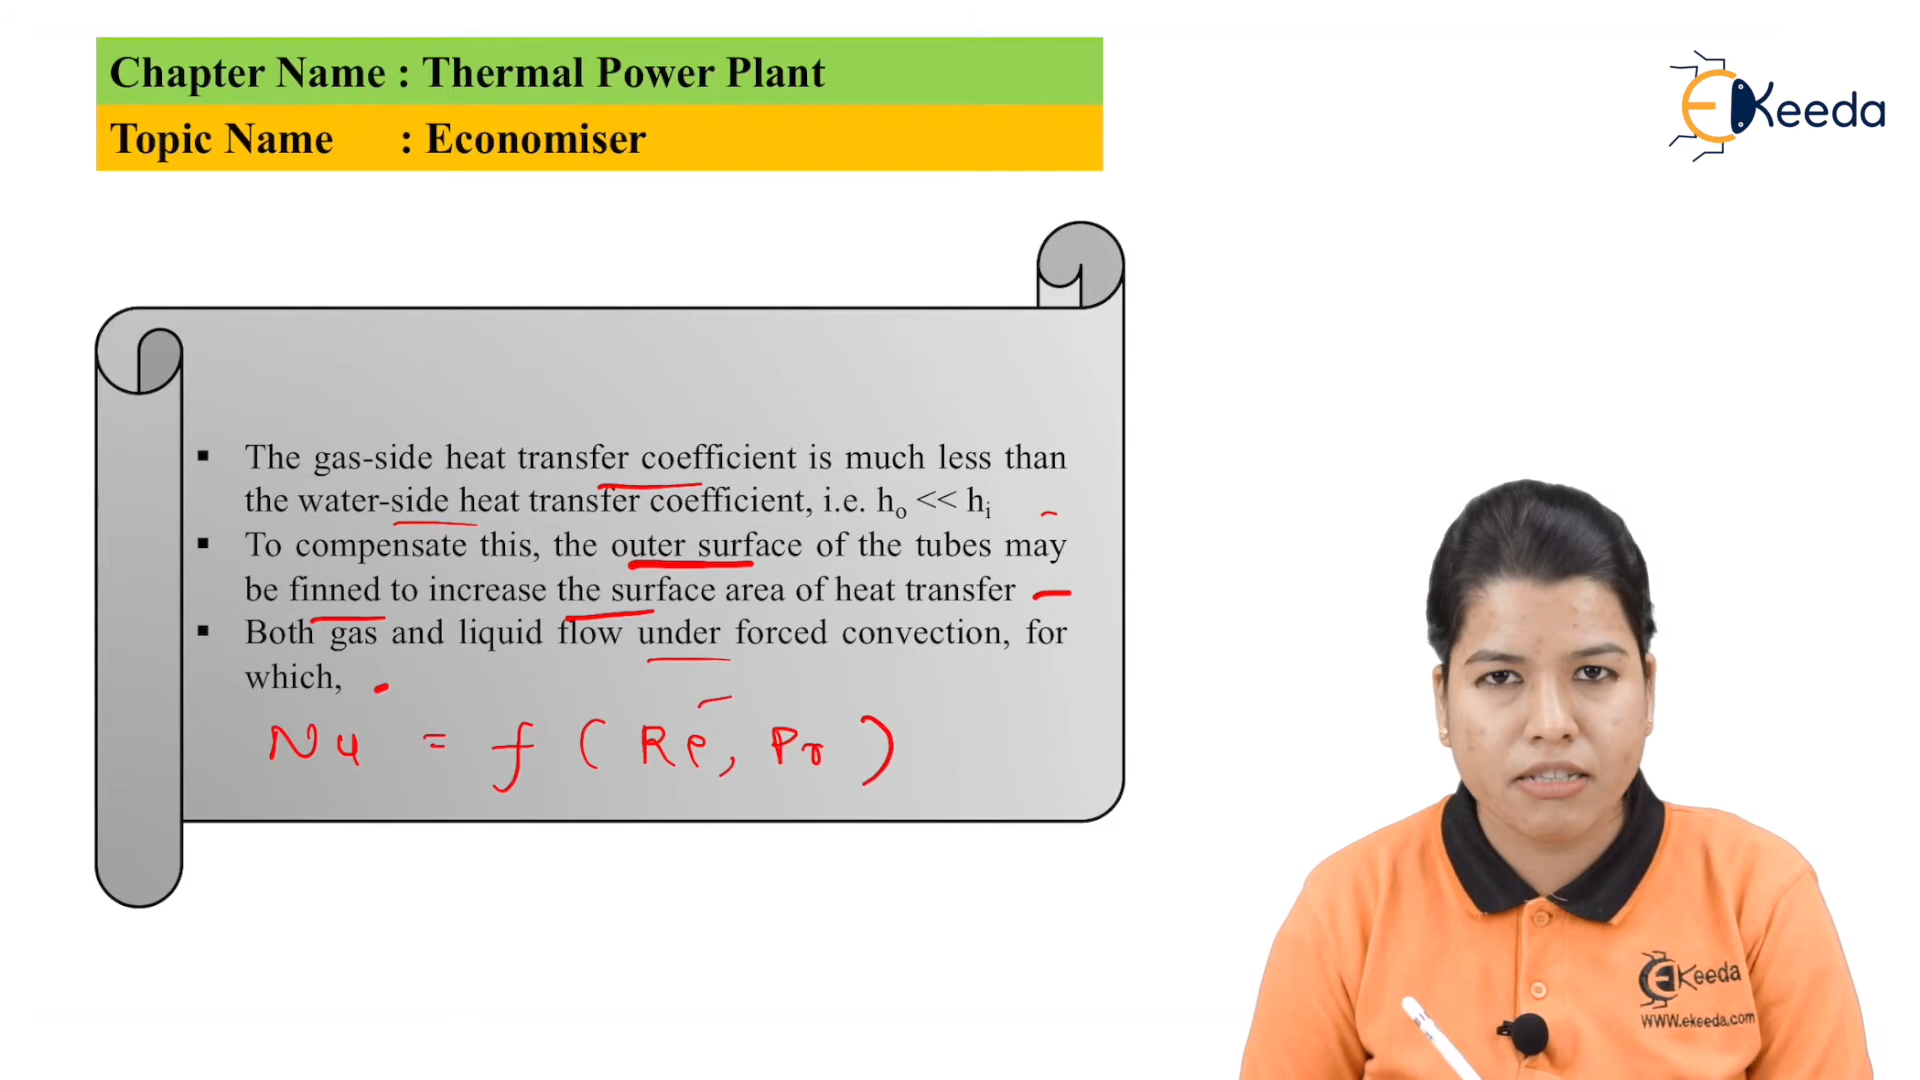 Chapter Name : Thermal Power Plant
Topic Name : Economiser
EKeeda
▪ The gas-side heat transfer coefficient is much less than
the water-side heat transfer coefficient, i.e. hₒ << hᵢ
▪ To compensate this, the outer surface of the tubes may
be finned to increase the surface area of heat transfer
▪ Both gas and liquid flow under forced convection, for
which,
Nu = f ( Re, Pr )
EKeeda
www.ekeeda.com